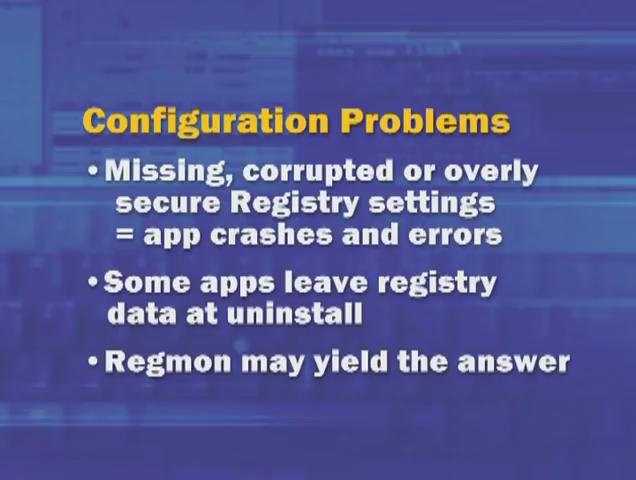 Configuration Problems
•Missing, corrupted or overly
secure Registry settings
= app crashes and errors
•Some apps leave registry
data at uninstall
•Regmon may yield the answer